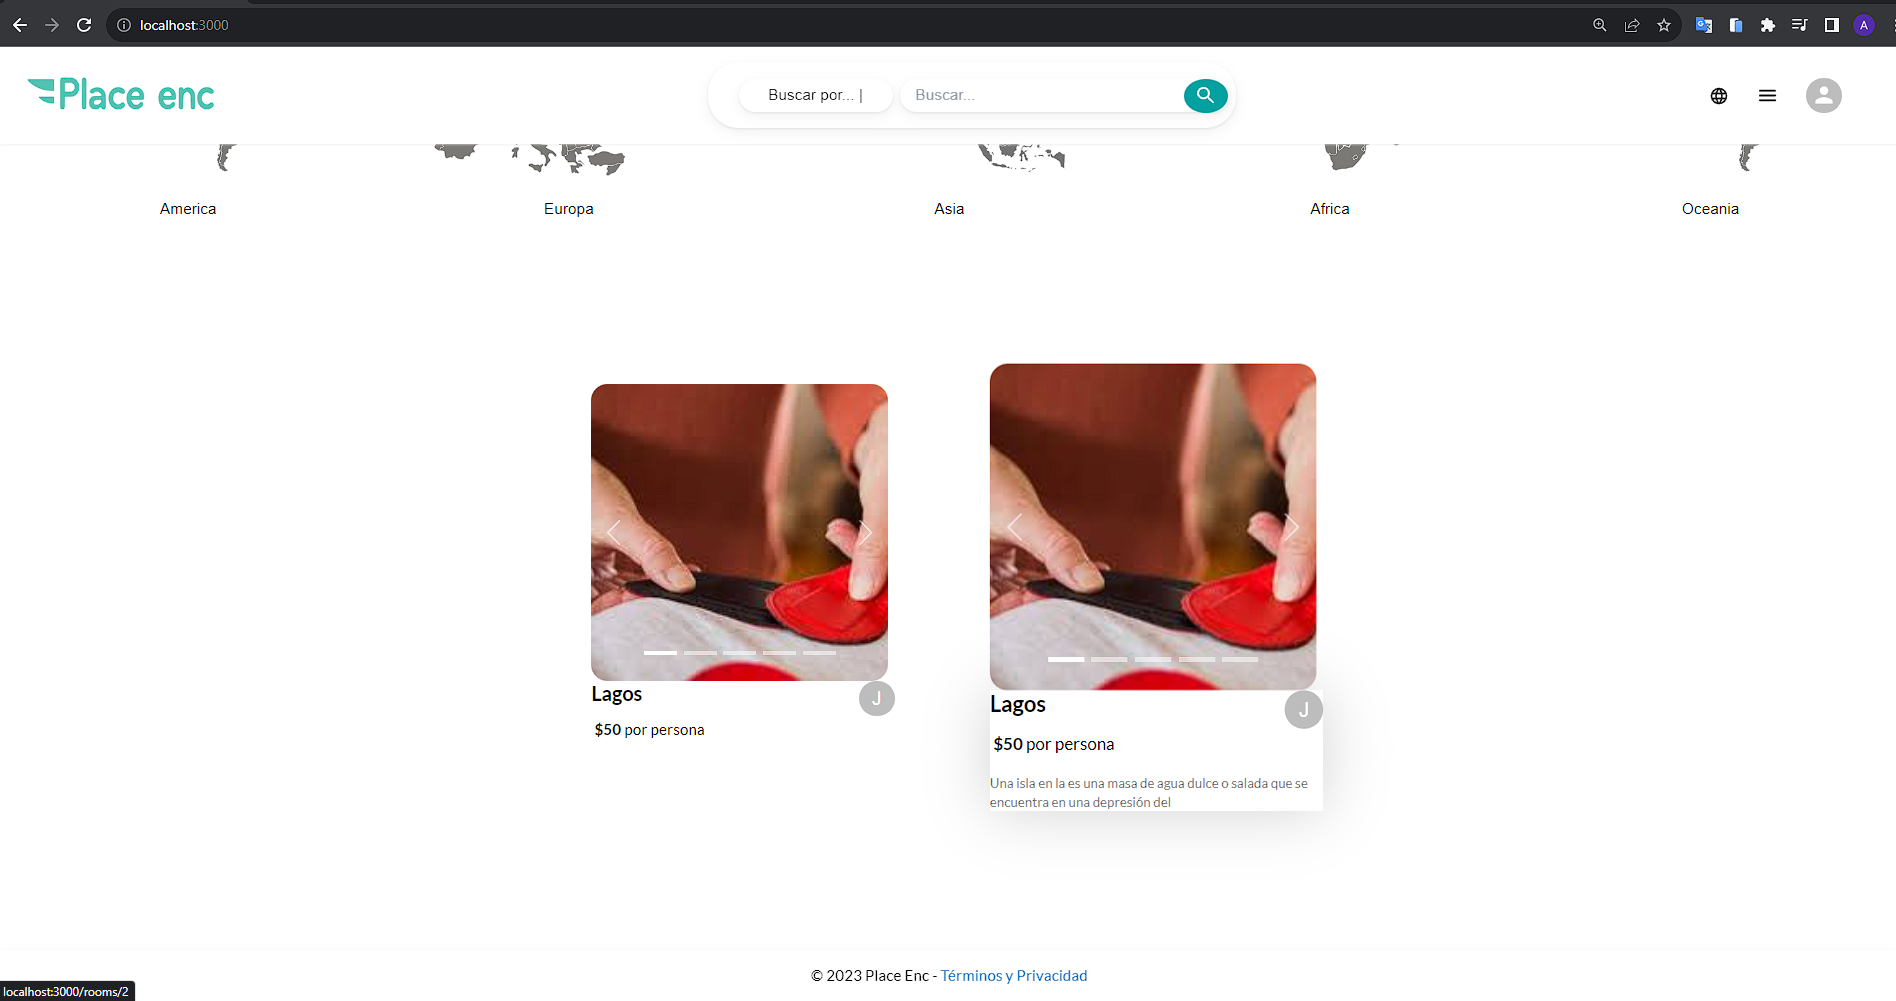 localhost:3000
A
Place enc
Buscar por... |
Buscar...
America
Europa
Asia
Africa
Oceania
Lagos
J
$50 por persona
Lagos
J
$50 por persona
Una isla en la es una masa de agua dulce o salada que se
encuentra en una depresión del
© 2023 Place Enc - Términos y Privacidad
localhost:3000/rooms/2